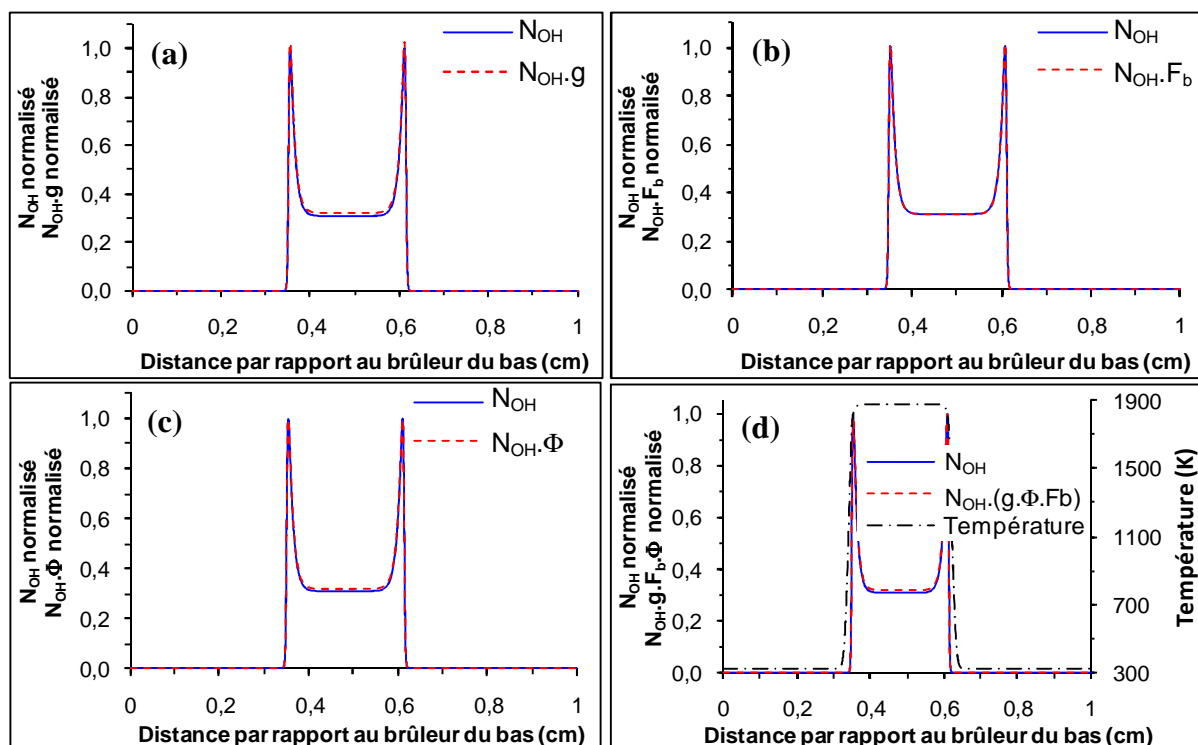 (a)
N_OH
N_OH.g
N_OH normalisé
N_OH.g normalisé
1,0
0,8
0,6
0,4
0,2
0,0
0 0,2 0,4 0,6 0,8 1
Distance par rapport au brûleur du bas (cm)
(b)
N_OH
N_OH.F_b
N_OH normalisé
N_OH.F_b normailsé
1,0
0,8
0,6
0,4
0,2
0,0
0 0,2 0,4 0,6 0,8 1
Distance par rapport au brûleur du bas (cm)
(c)
N_OH
N_OH.Φ
N_OH normalisé
N_OH.Φ normalisé
1,0
0,8
0,6
0,4
0,2
0,0
0 0,2 0,4 0,6 0,8 1
Distance par rapport au brûleur du bas (cm)
(d)
N_OH
N_OH.(g.Φ.Fb)
Température
N_OH normalisé
N_OH.g.F_b.Φ normalisé
1,0
0,8
0,6
0,4
0,2
0,0
1900
1500
1100
700
300
Température (K)
0 0,2 0,4 0,6 0,8 1
Distance par rapport au brûleur du bas (cm)